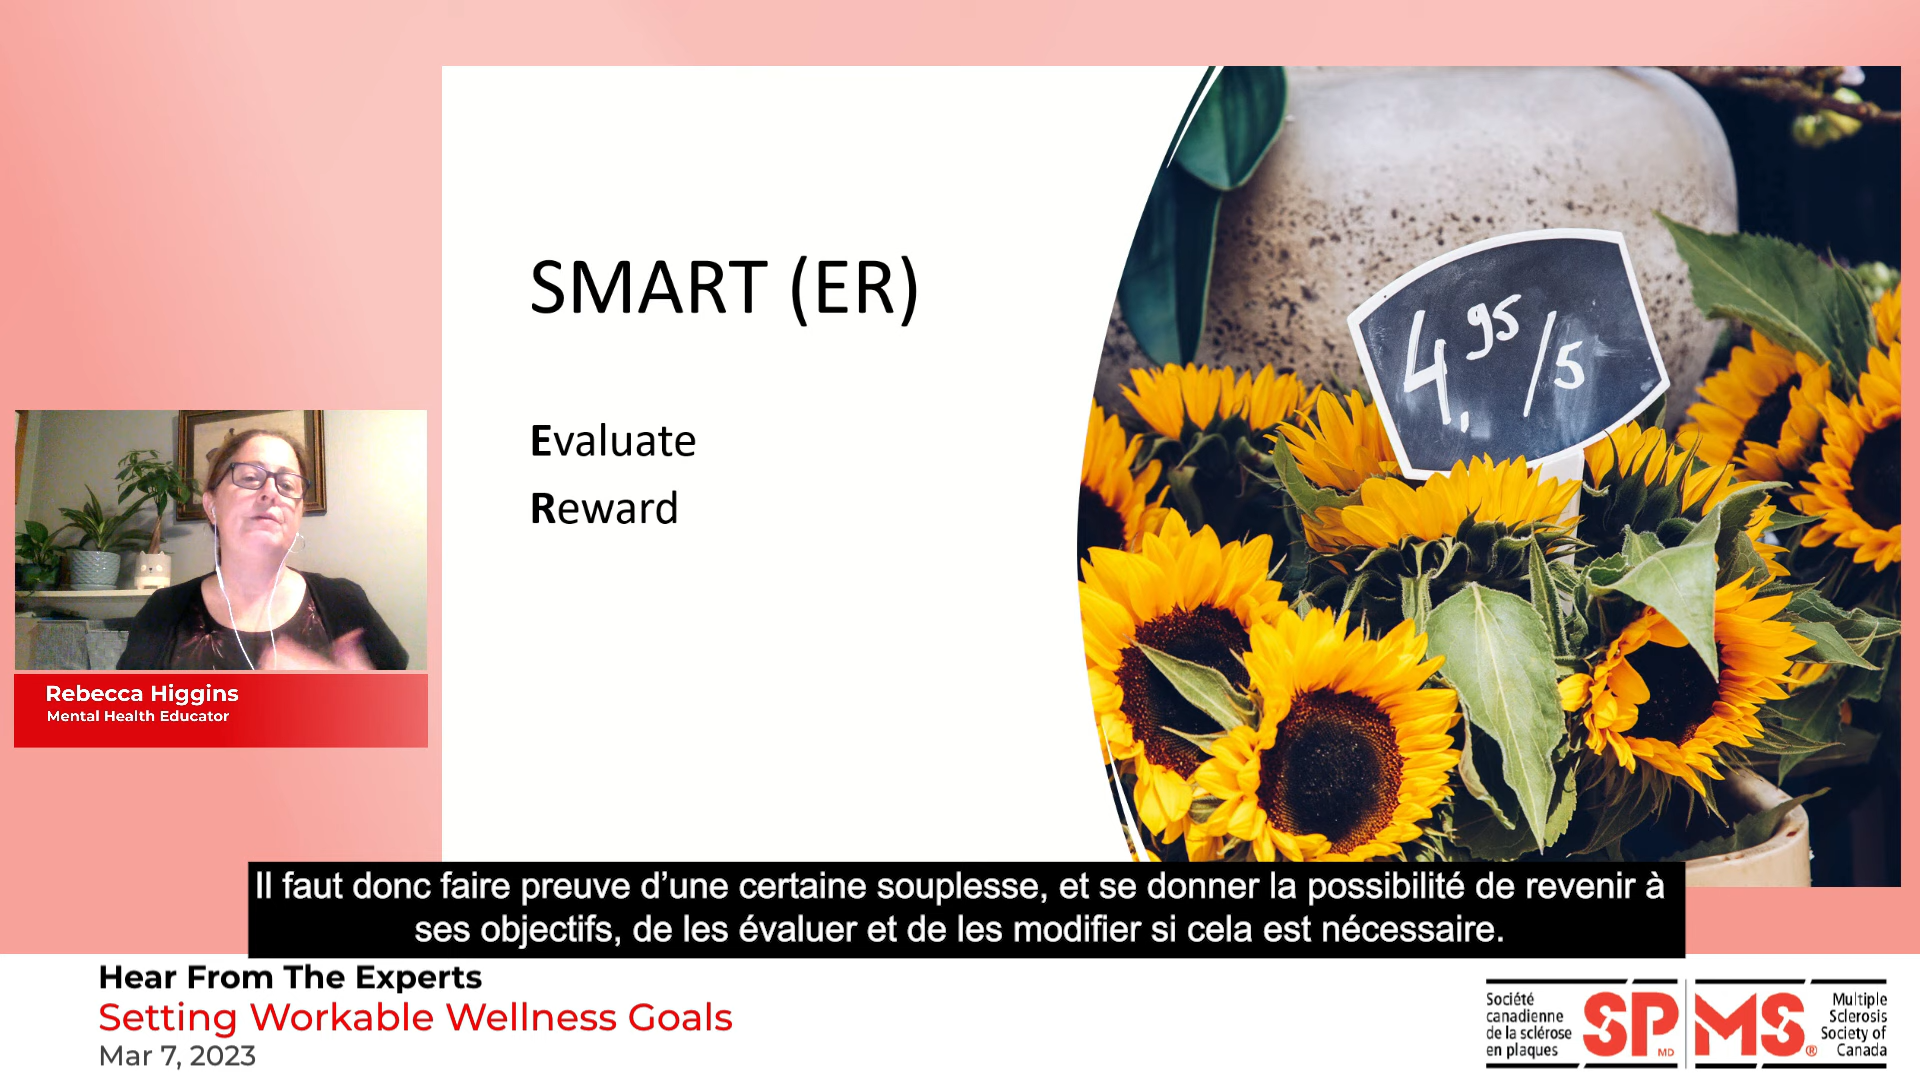 SMART (ER)
Evaluate
Reward
4.95/5
Rebecca Higgins
Mental Health Educator
Il faut donc faire preuve d’une certaine souplesse, et se donner la possibilité de revenir à
ses objectifs, de les évaluer et de les modifier si cela est nécessaire.
Hear From The Experts
Setting Workable Wellness Goals
Mar 7, 2023
Société
canadienne
de la sclérose
en plaques
SP
MD
MS
®
Multiple
Sclerosis
Society of
Canada